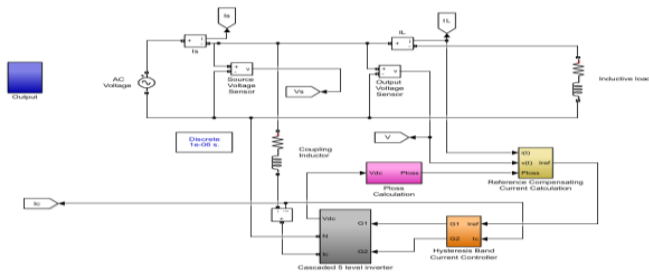 Is
IL
Is
IL
AC
Voltage
Source
Voltage
Sensor
Output
Voltage
Sensor
Inductive load
Output
Vs
Discrete
1e-06 s.
V
Coupling
Inductor
i(t)
v(t) Iref
Ploss
Vdc Ploss
Ploss
Calculation
Reference Compensating
Current Calculation
Ic
Vdc
G1
N
Ic
G2
G1 Iref
G2 Ic
Hysteresis Band
Current Controller
Cascaded 5 level inverter